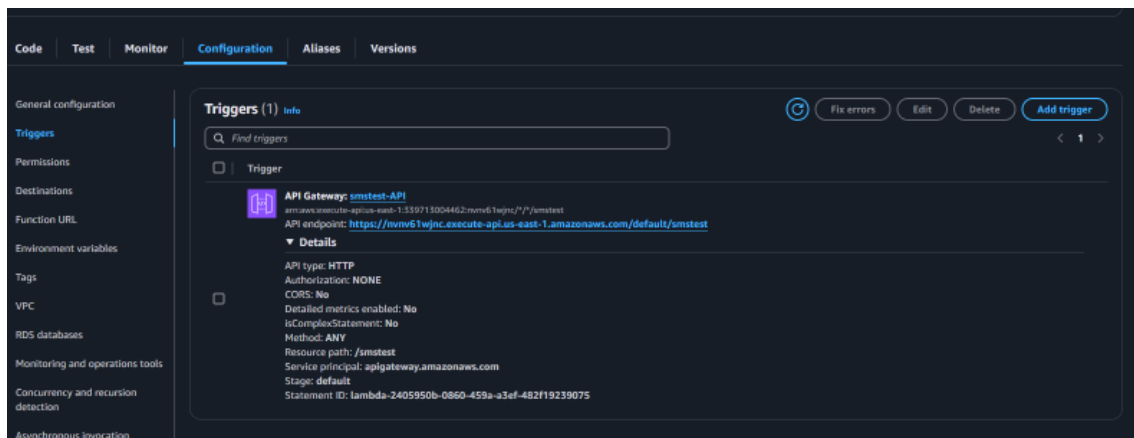 Code Test Monitor Configuration Aliases Versions
General configuration
Triggers
Permissions
Destinations
Function URL
Environment variables
Tags
VPC
RDS databases
Monitoring and operations tools
Concurrency and recursion
detection
Asynchronous invocation
Triggers (1) Info
Fix errors Edit Delete Add trigger
Find triggers
1
Trigger
API Gateway: smstest-API
arn:aws:execute-api:us-east-1:339713004462:nvnv61wjnc/*/*/smstest
API endpoint: https://nvnv61wjnc.execute-api.us-east-1.amazonaws.com/default/smstest
▼ Details
API type: HTTP
Authorization: NONE
CORS: No
Detailed metrics enabled: No
isComplexStatement: No
Method: ANY
Resource path: /smstest
Service principal: apigateway.amazonaws.com
Stage: default
Statement ID: lambda-2405950b-0860-459a-a3ef-482f19239075